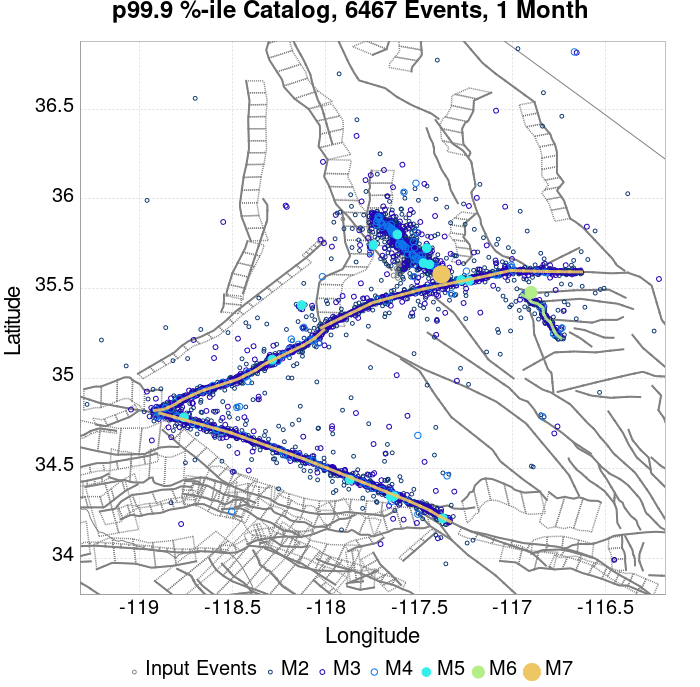 p99.9 %-ile Catalog, 6467 Events, 1 Month
36.5
36
35.5
35
34.5
34
Latitude
-119 -118.5 -118 -117.5 -117 -116.5
Longitude
Input Events M2 M3 M4 M5 M6 M7